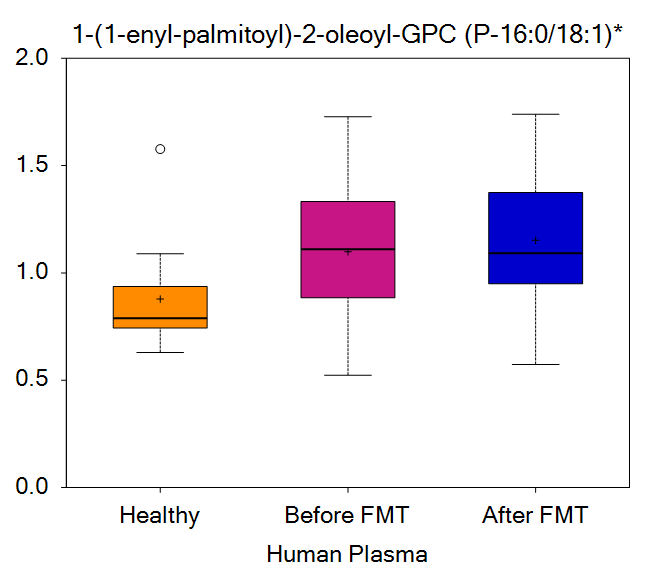 1-(1-enyl-palmitoyl)-2-oleoyl-GPC (P-16:0/18:1)*
2.0
1.5
1.0
0.5
0.0
Healthy Before FMT After FMT
Human Plasma